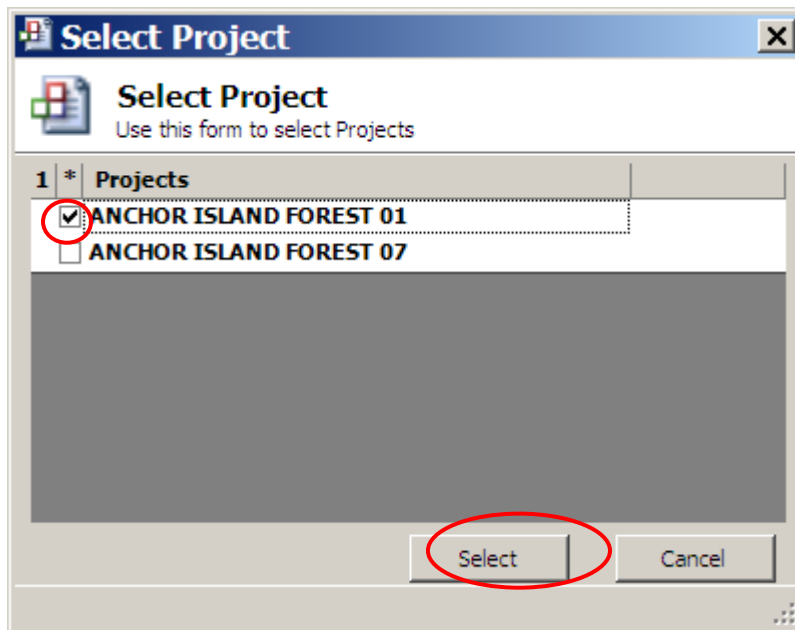 Select Project
Select Project
Use this form to select Projects
1 * Projects
ANCHOR ISLAND FOREST 01
ANCHOR ISLAND FOREST 07
Select Cancel